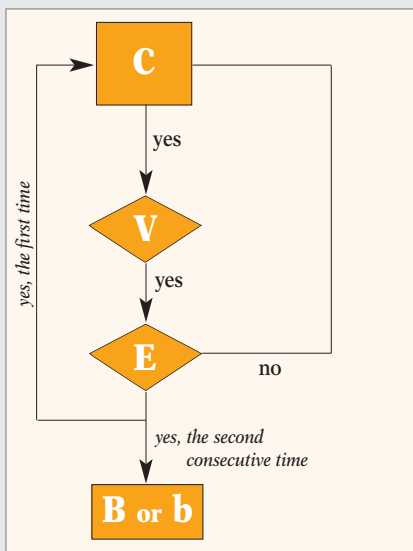 C
yes
V
yes
yes, the first time
E
no
yes, the second
consecutive time
B or b